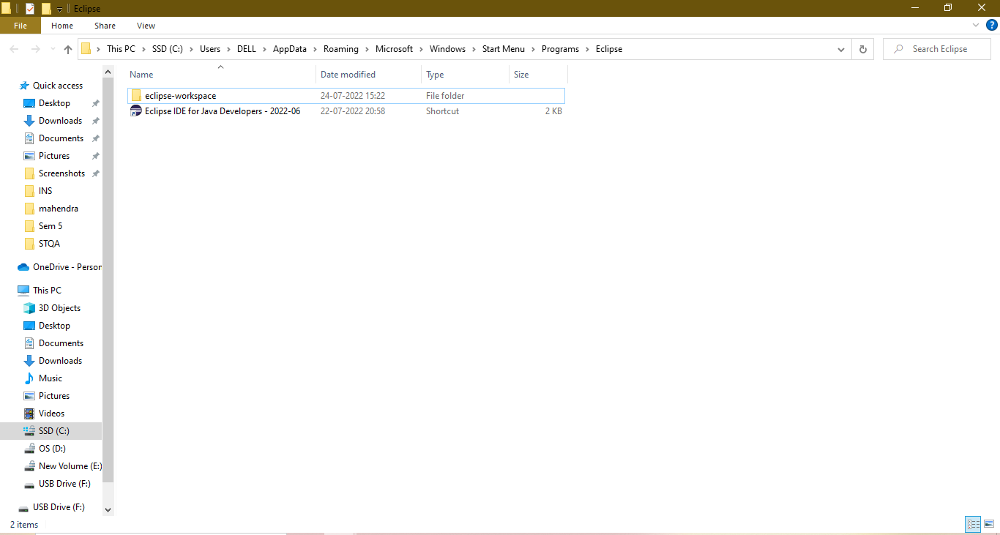 Eclipse
File Home Share View
This PC SSD (C:) Users DELL AppData Roaming Microsoft Windows Start Menu Programs Eclipse Search Eclipse
Name Date modified Type Size
eclipse-workspace 24-07-2022 15:22 File folder
Eclipse IDE for Java Developers - 2022-06 22-07-2022 20:58 Shortcut 2 KB
Quick access
Desktop
Downloads
Documents
Pictures
Screenshots
INS
mahendra
Sem 5
STQA
OneDrive - Person
This PC
3D Objects
Desktop
Documents
Downloads
Music
Pictures
Videos
SSD (C:)
OS (D:)
New Volume (E:)
USB Drive (F:)
USB Drive (F:)
2 items